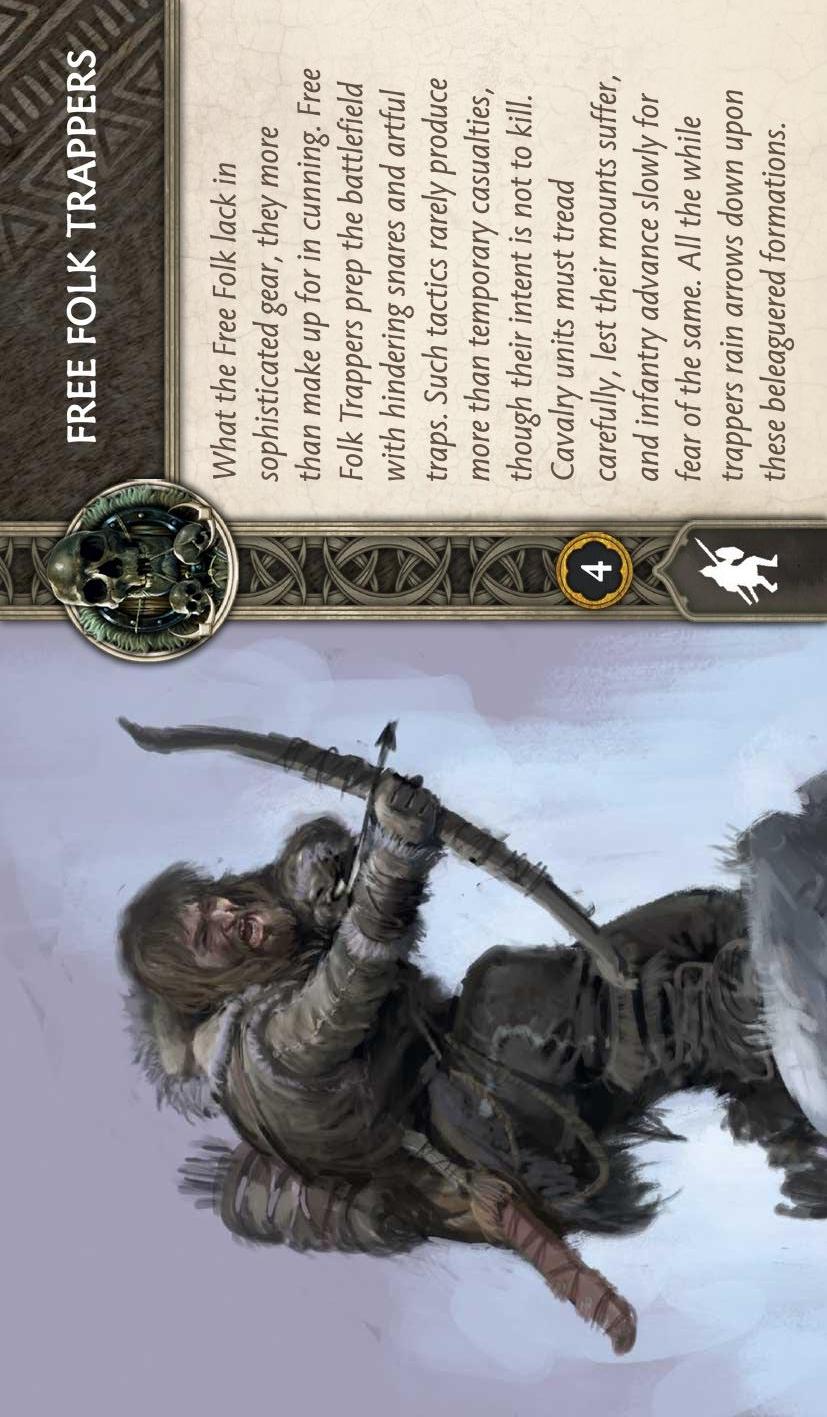 FREE FOLK TRAPPERS
What the Free Folk lack in
sophisticated gear, they more
than make up for in cunning. Free
Folk Trappers prep the battlefield
with hindering snares and artful
traps. Such tactics rarely produce
more than temporary casualties,
though their intent is not to kill.
Cavalry units must tread
carefully, lest their mounts suffer,
and infantry advance slowly for
fear of the same. All the while
trappers rain arrows down upon
these beleaguered formations.
4